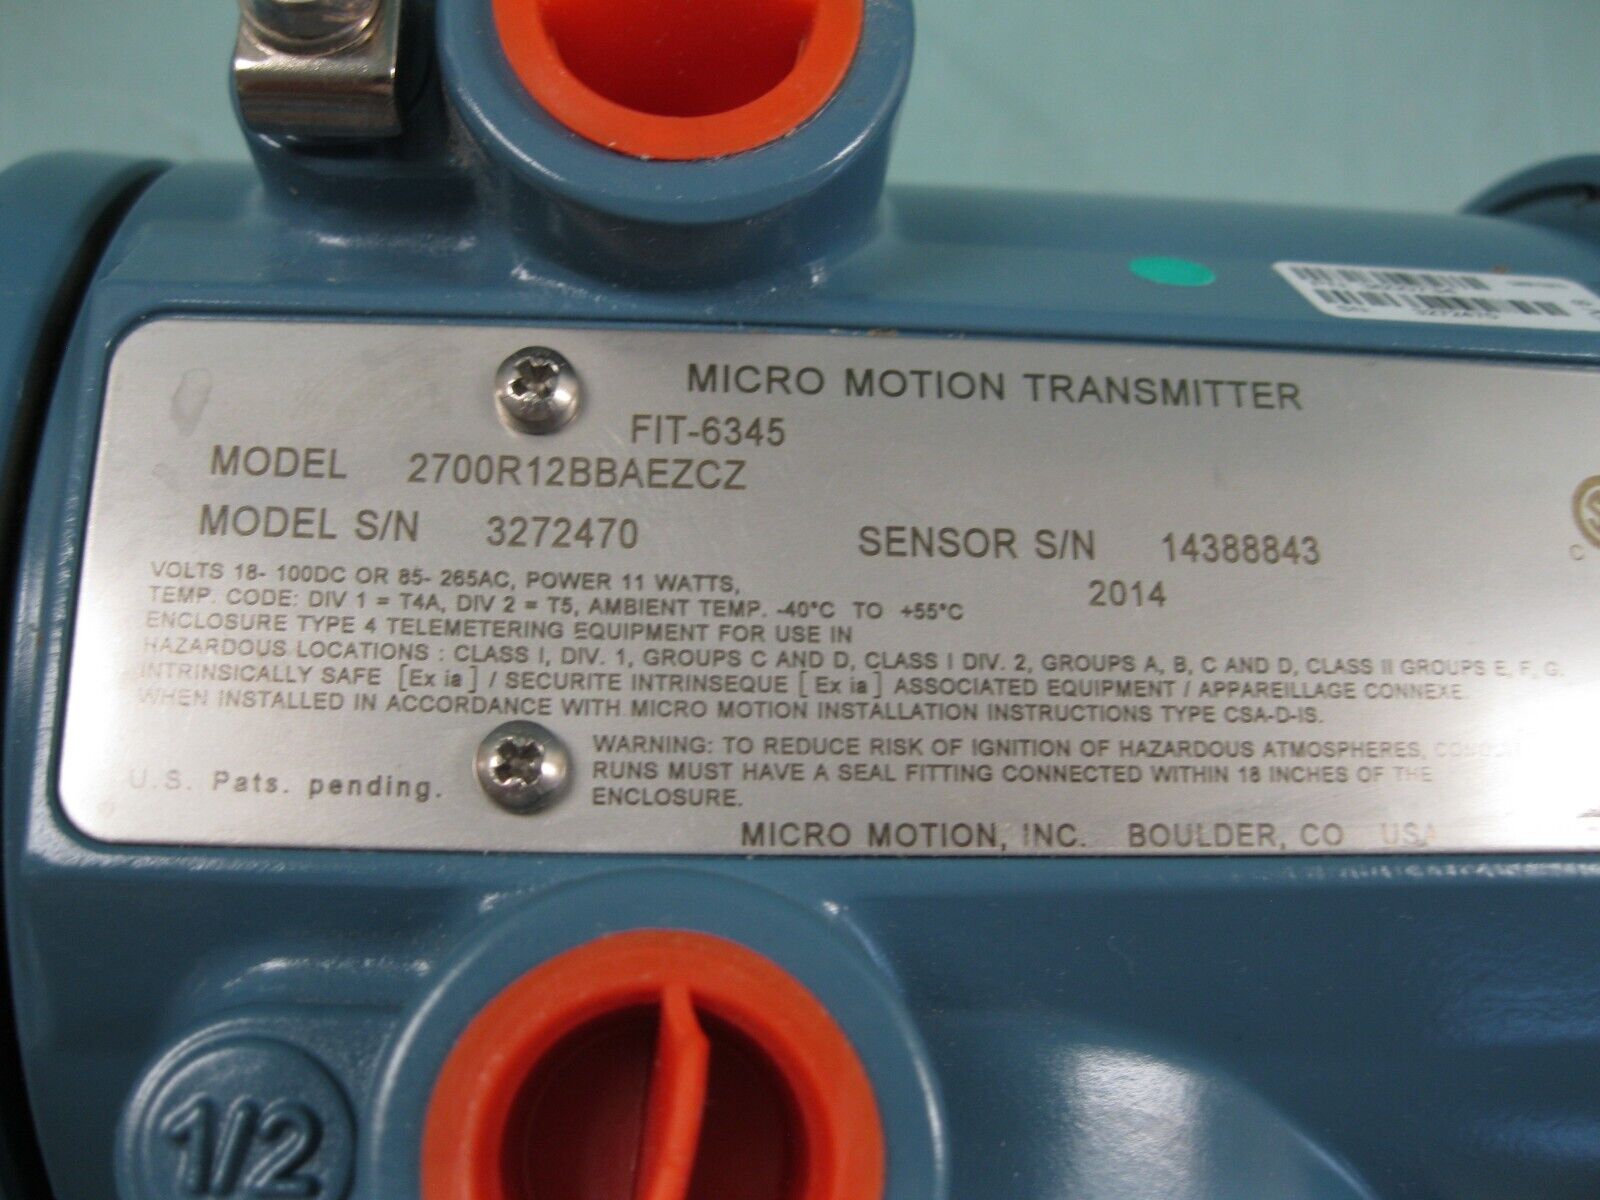 3272470
MICRO MOTION TRANSMITTER
FIT-6345
MODEL 2700R12BBAEZCZ
MODEL S/N 3272470 SENSOR S/N 14388843
2014
C
VOLTS 18- 100DC OR 85- 265AC, POWER 11 WATTS,
TEMP. CODE: DIV 1 = T4A, DIV 2 = T5, AMBIENT TEMP. -40°C TO +55°C
ENCLOSURE TYPE 4 TELEMETERING EQUIPMENT FOR USE IN
HAZARDOUS LOCATIONS : CLASS I, DIV. 1, GROUPS C AND D, CLASS I DIV. 2, GROUPS A, B, C AND D, CLASS II GROUPS E, F, G.
INTRINSICALLY SAFE [Ex ia] / SECURITE INTRINSEQUE [Ex ia] ASSOCIATED EQUIPMENT / APPAREILLAGE CONNEXE
WHEN INSTALLED IN ACCORDANCE WITH MICRO MOTION INSTALLATION INSTRUCTIONS TYPE CSA-D-IS.
WARNING: TO REDUCE RISK OF IGNITION OF HAZARDOUS ATMOSPHERES,
RUNS MUST HAVE A SEAL FITTING CONNECTED WITHIN 18 INCHES OF THE
ENCLOSURE.
U.S. Pats. pending.
MICRO MOTION, INC. BOULDER, CO USA
1/2